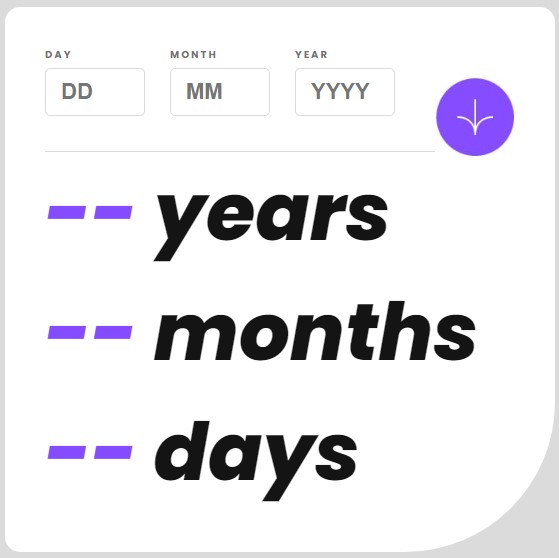 DAY MONTH YEAR
DD MM YYYY
-- years
-- months
-- days